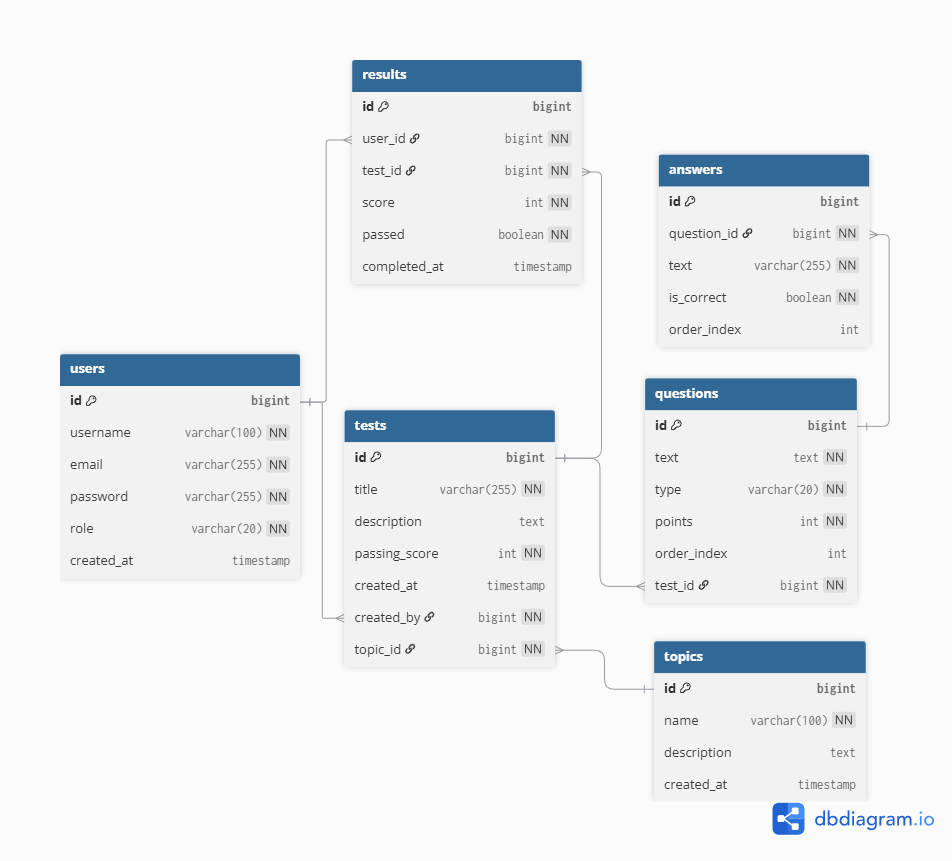 results
id bigint
user_id bigint NN
test_id bigint NN
score int NN
passed boolean NN
completed_at timestamp
answers
id bigint
question_id bigint NN
text varchar(255) NN
is_correct boolean NN
order_index int
users
id bigint
username varchar(100) NN
email varchar(255) NN
password varchar(255) NN
role varchar(20) NN
created_at timestamp
tests
id bigint
title varchar(255) NN
description text
passing_score int NN
created_at timestamp
created_by bigint NN
topic_id bigint NN
questions
id bigint
text text NN
type varchar(20) NN
points int NN
order_index int
test_id bigint NN
topics
id bigint
name varchar(100) NN
description text
created_at timestamp
dbdiagram.io